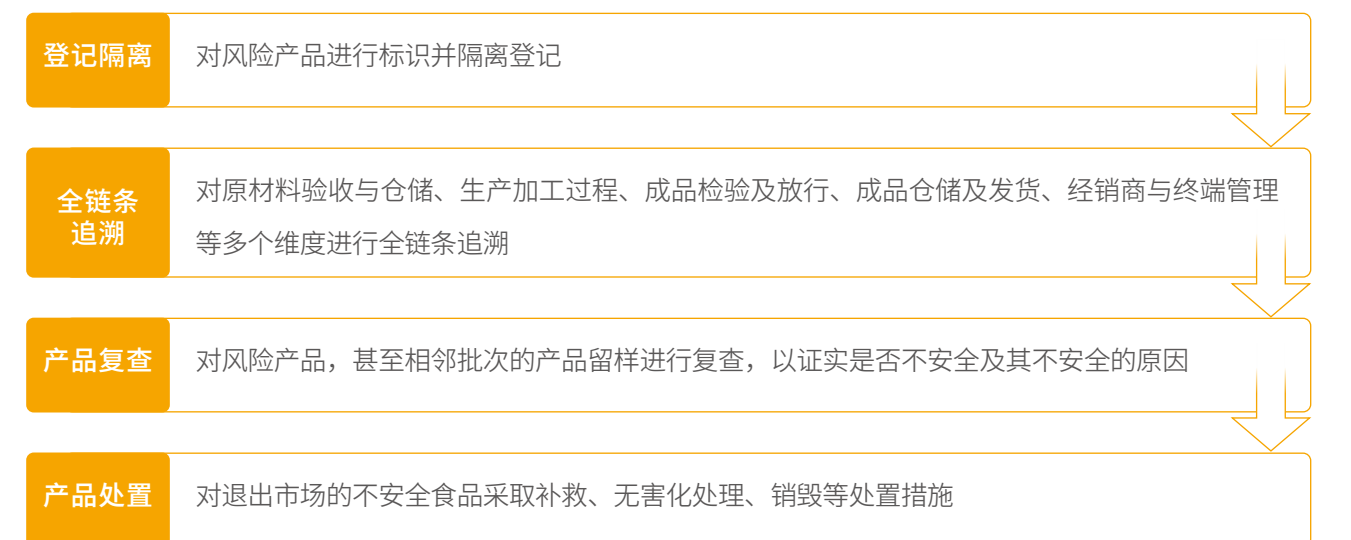 登记隔离
对风险产品进行标识并隔离登记
全链条
追溯
对原材料验收与仓储、生产加工过程、成品检验及放行、成品仓储及发货、经销商与终端管理
等多个维度进行全链条追溯
产品复查
对风险产品，甚至相邻批次的产品留样进行复查，以证实是否不安全及其不安全的原因
产品处置
对退出市场的不安全食品采取补救、无害化处理、销毁等处置措施